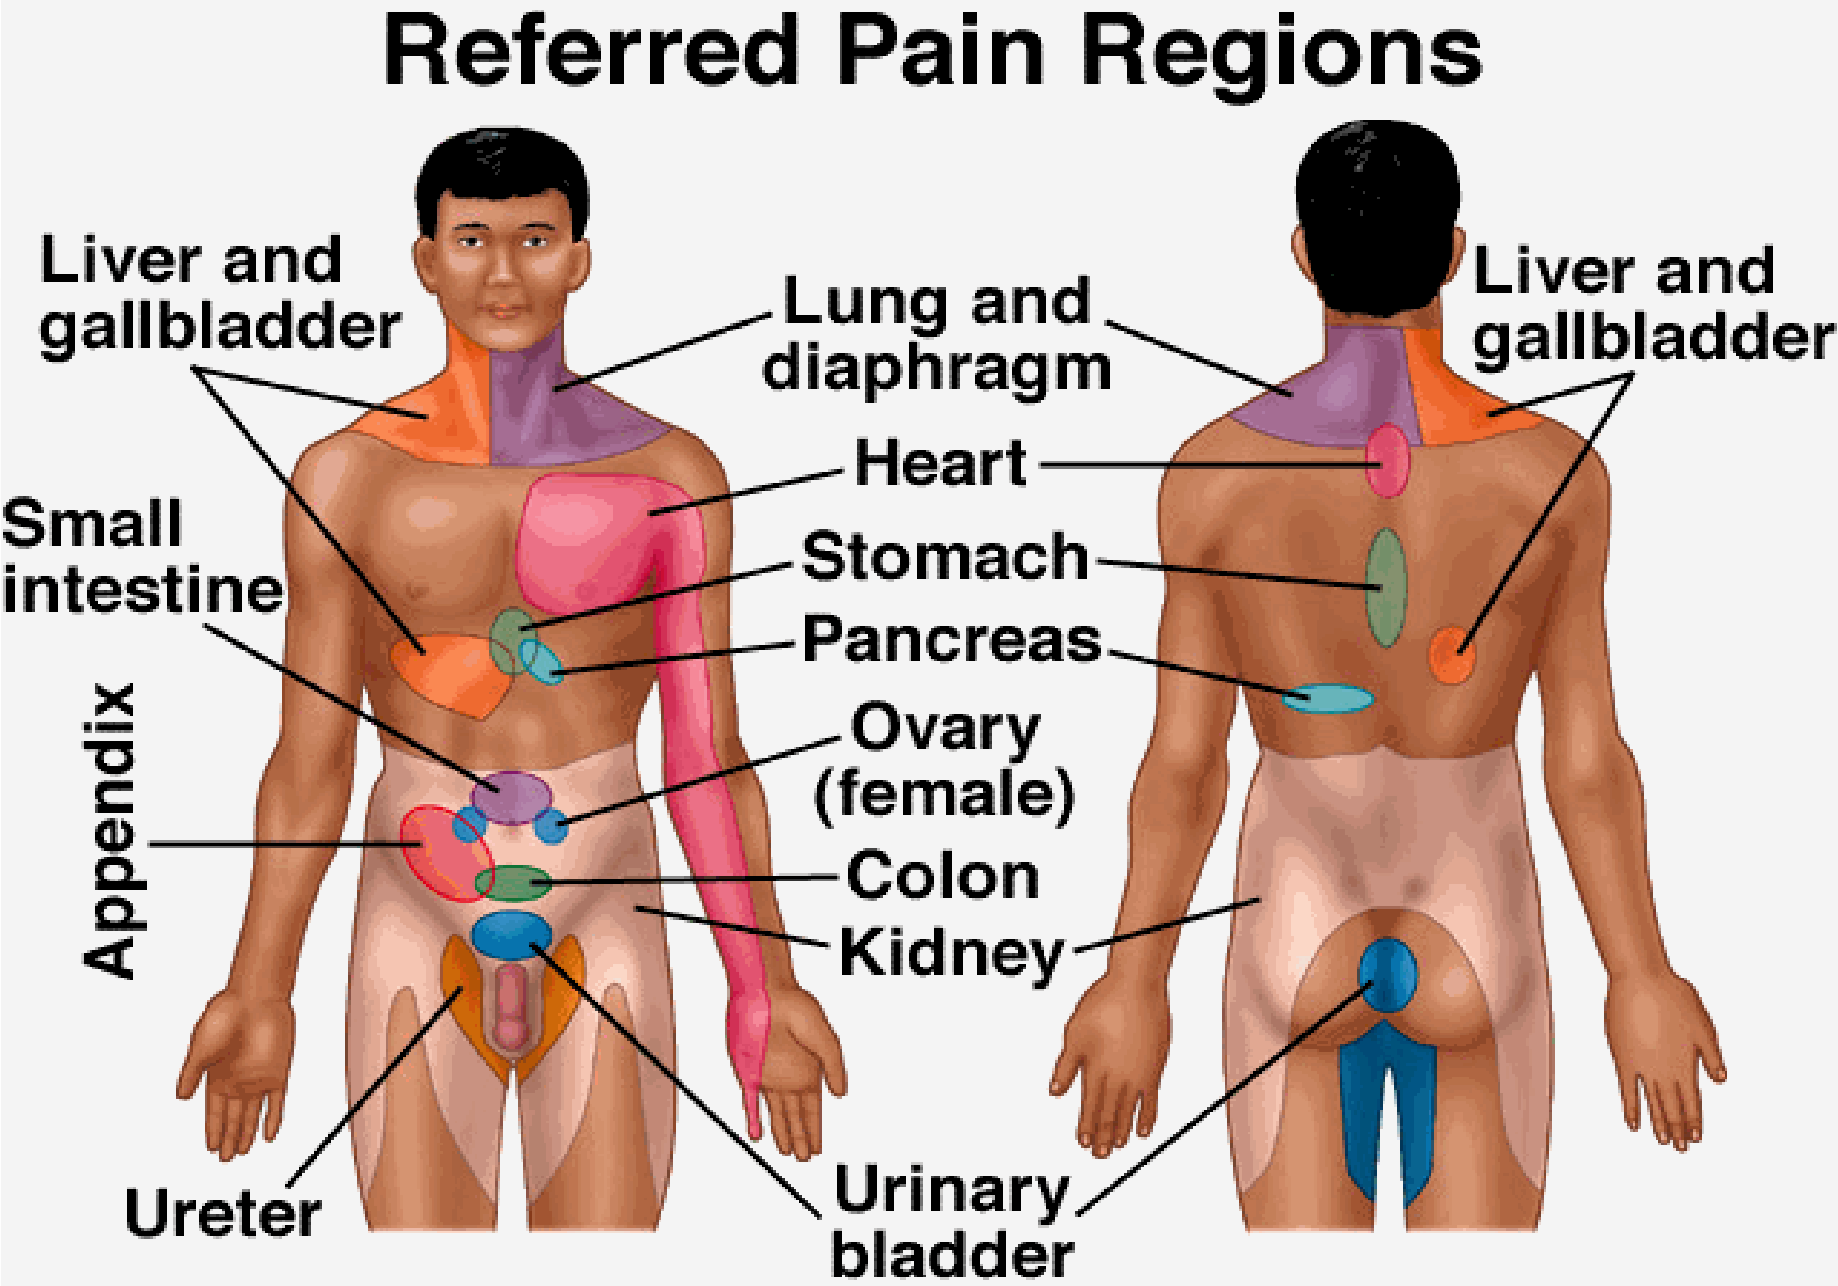 Referred Pain Regions
Liver and
gallbladder
Lung and
diaphragm
Liver and
gallbladder
Heart
Small
intestine
Stomach
Pancreas
Appendix
Ovary
(female)
Colon
Kidney
Ureter
Urinary
bladder